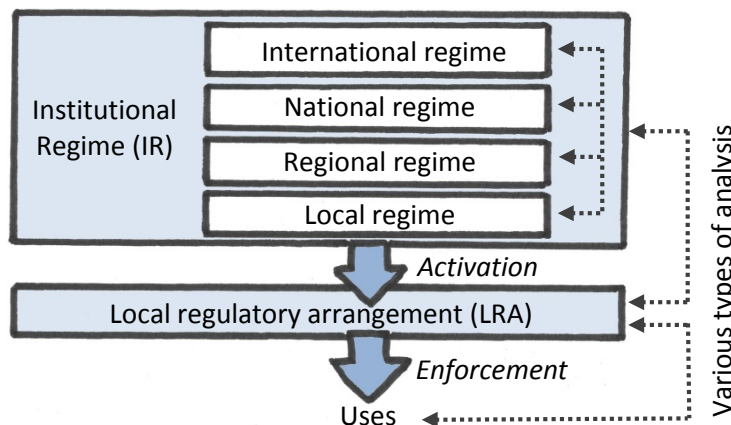 International regime
Institutional
Regime (IR)
National regime
Regional regime
Local regime
Activation
Local regulatory arrangement (LRA)
Enforcement
Uses
Various types of analysis